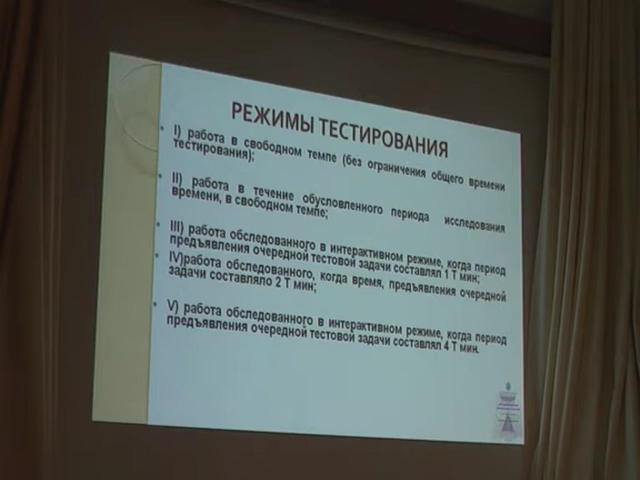 РЕЖИМЫ ТЕСТИРОВАНИЯ
I) работа в свободном темпе (без ограничения общего времени
тестирования);
II) работа в течение обусловленного периода исследования
времени, в свободном темпе;
III) работа обследованного в интерактивном режиме, когда период
предъявления очередной тестовой задачи составлял 1 Т мин;
IV)работа обследованного, когда время, предъявления очередной
задачи составляло 2 Т мин;
V) работа обследованного в интерактивном режиме, когда период
предъявления очередной тестовой задачи составлял 4 Т мин.